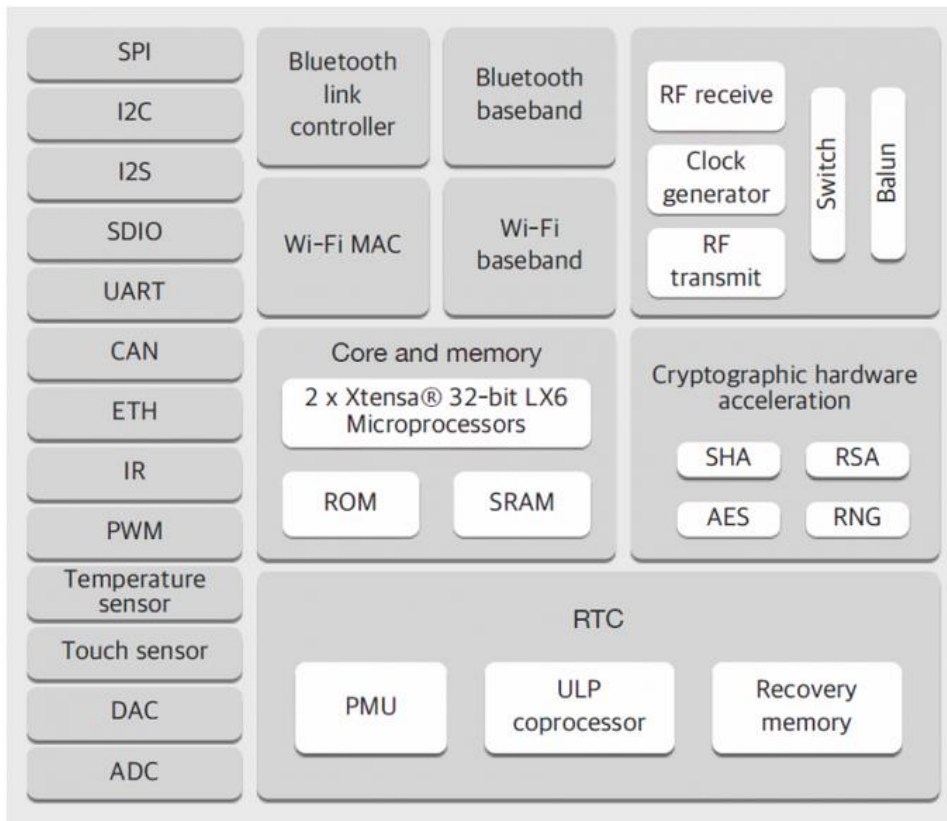 SPI
I2C
I2S
SDIO
UART
CAN
ETH
IR
PWM
Temperature
sensor
Touch sensor
DAC
ADC
Bluetooth
link
controller
Bluetooth
baseband
Wi-Fi MAC
Wi-Fi
baseband
RF receive
Clock
generator
RF
transmit
Switch
Balun
Core and memory
2 x Xtensa® 32-bit LX6
Microprocessors
ROM
SRAM
Cryptographic hardware
acceleration
SHA
RSA
AES
RNG
RTC
PMU
ULP
coprocessor
Recovery
memory